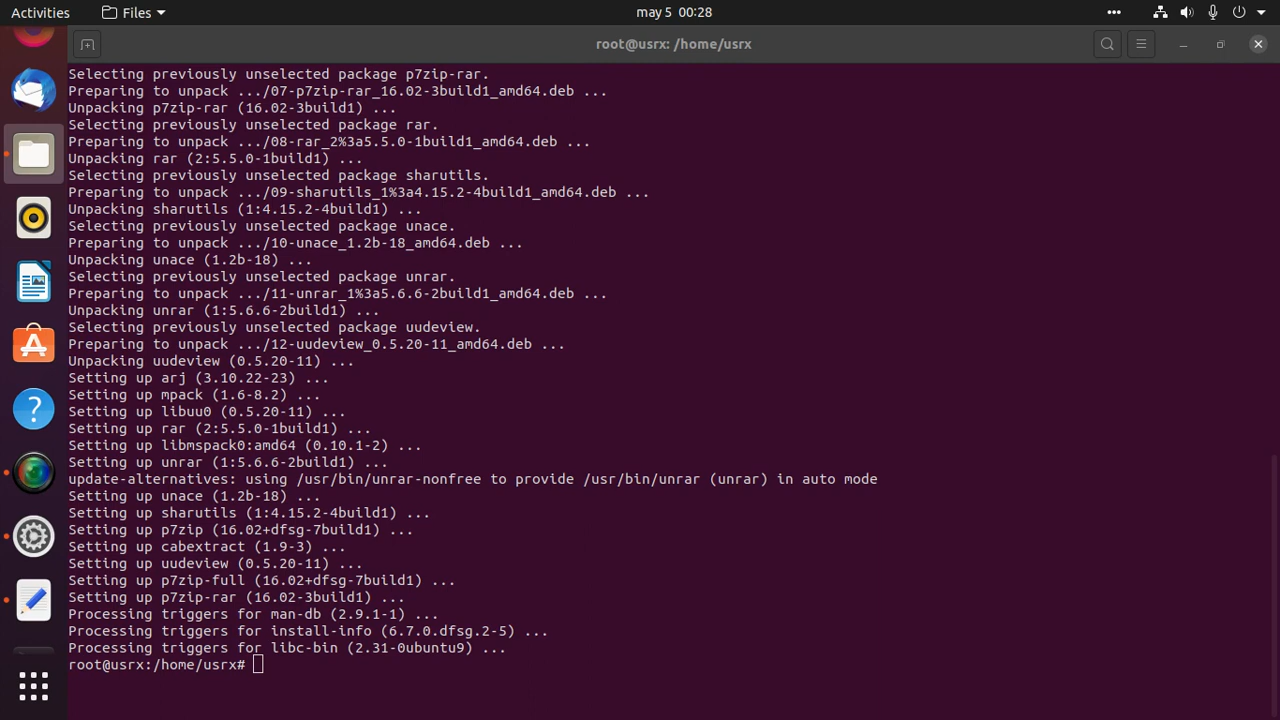 Activities
Files
may 5 00:28
root@usrx: /home/usrx
Selecting previously unselected package p7zip-rar.
Preparing to unpack .../07-p7zip-rar_16.02-3build1_amd64.deb ...
Unpacking p7zip-rar (16.02-3build1) ...
Selecting previously unselected package rar.
Preparing to unpack .../08-rar_2%3a5.5.0-1build1_amd64.deb ...
Unpacking rar (2:5.5.0-1build1) ...
Selecting previously unselected package sharutils.
Preparing to unpack .../09-sharutils_1%3a4.15.2-4build1_amd64.deb ...
Unpacking sharutils (1:4.15.2-4build1) ...
Selecting previously unselected package unace.
Preparing to unpack .../10-unace_1.2b-18_amd64.deb ...
Unpacking unace (1.2b-18) ...
Selecting previously unselected package unrar.
Preparing to unpack .../11-unrar_1%3a5.6.6-2build1_amd64.deb ...
Unpacking unrar (1:5.6.6-2build1) ...
Selecting previously unselected package uudeview.
Preparing to unpack .../12-uudeview_0.5.20-11_amd64.deb ...
Unpacking uudeview (0.5.20-11) ...
Setting up arj (3.10.22-23) ...
Setting up mpack (1.6-8.2) ...
Setting up libuu0 (0.5.20-11) ...
Setting up rar (2:5.5.0-1build1) ...
Setting up libmspack0:amd64 (0.10.1-2) ...
Setting up unrar (1:5.6.6-2build1) ...
update-alternatives: using /usr/bin/unrar-nonfree to provide /usr/bin/unrar (unrar) in auto mode
Setting up unace (1.2b-18) ...
Setting up sharutils (1:4.15.2-4build1) ...
Setting up p7zip (16.02+dfsg-7build1) ...
Setting up cabextract (1.9-3) ...
Setting up uudeview (0.5.20-11) ...
Setting up p7zip-full (16.02+dfsg-7build1) ...
Setting up p7zip-rar (16.02-3build1) ...
Processing triggers for man-db (2.9.1-1) ...
Processing triggers for install-info (6.7.0.dfsg.2-5) ...
Processing triggers for libc-bin (2.31-0ubuntu9) ...
root@usrx:/home/usrx#